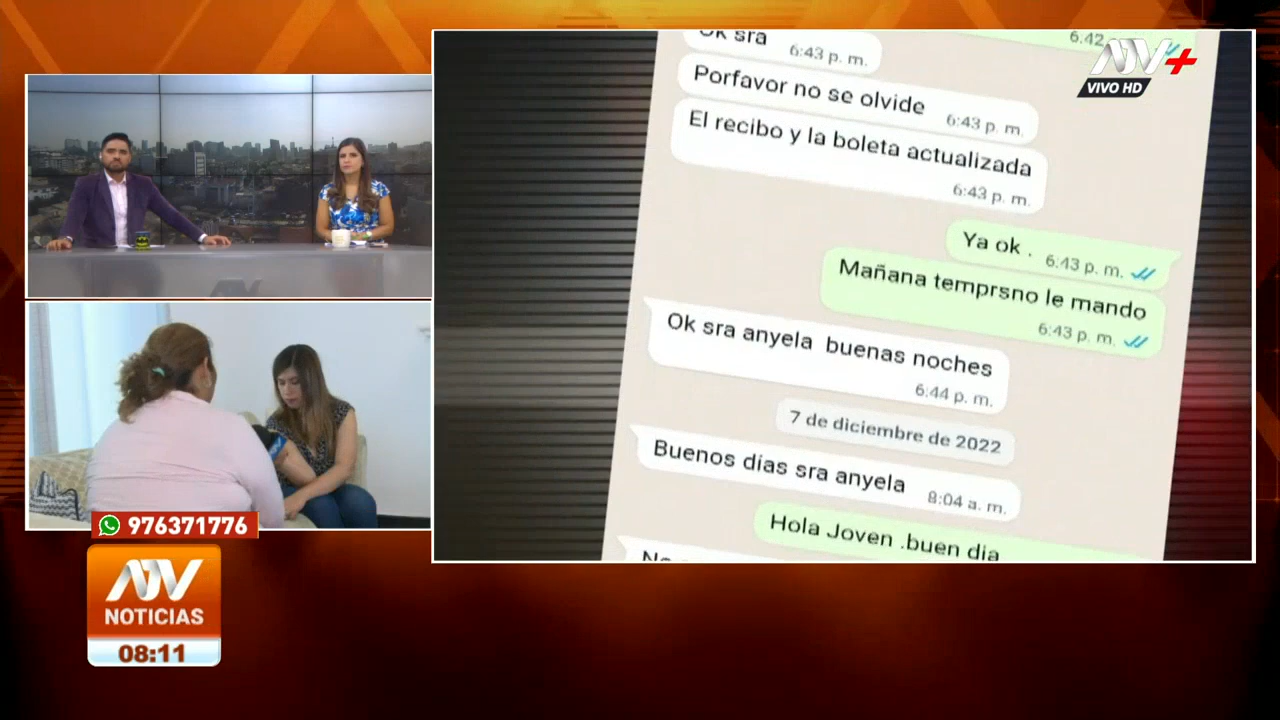 Ok sra
6:43 p. m.
6:42
Porfavor no se olvide
6:43 p. m.
El recibo y la boleta actualizada
6:43 p. m.
Ya ok .
6:43 p. m.
Mañana temprsno le mando
6:43 p. m.
Ok sra anyela buenas noches
6:44 p. m.
7 de diciembre de 2022
Buenos días sra anyela
8:04 a. m.
Hola Joven .buen dia
ATV+
VIVO HD
976371776
ATV
NOTICIAS
08:11